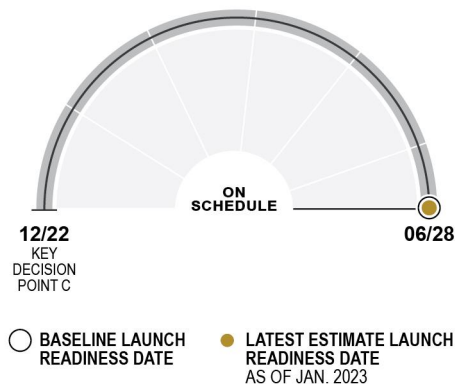 ON
SCHEDULE
12/22
KEY
DECISION
POINT C
06/28
BASELINE LAUNCH
READINESS DATE
LATEST ESTIMATE LAUNCH
READINESS DATE
AS OF JAN. 2023